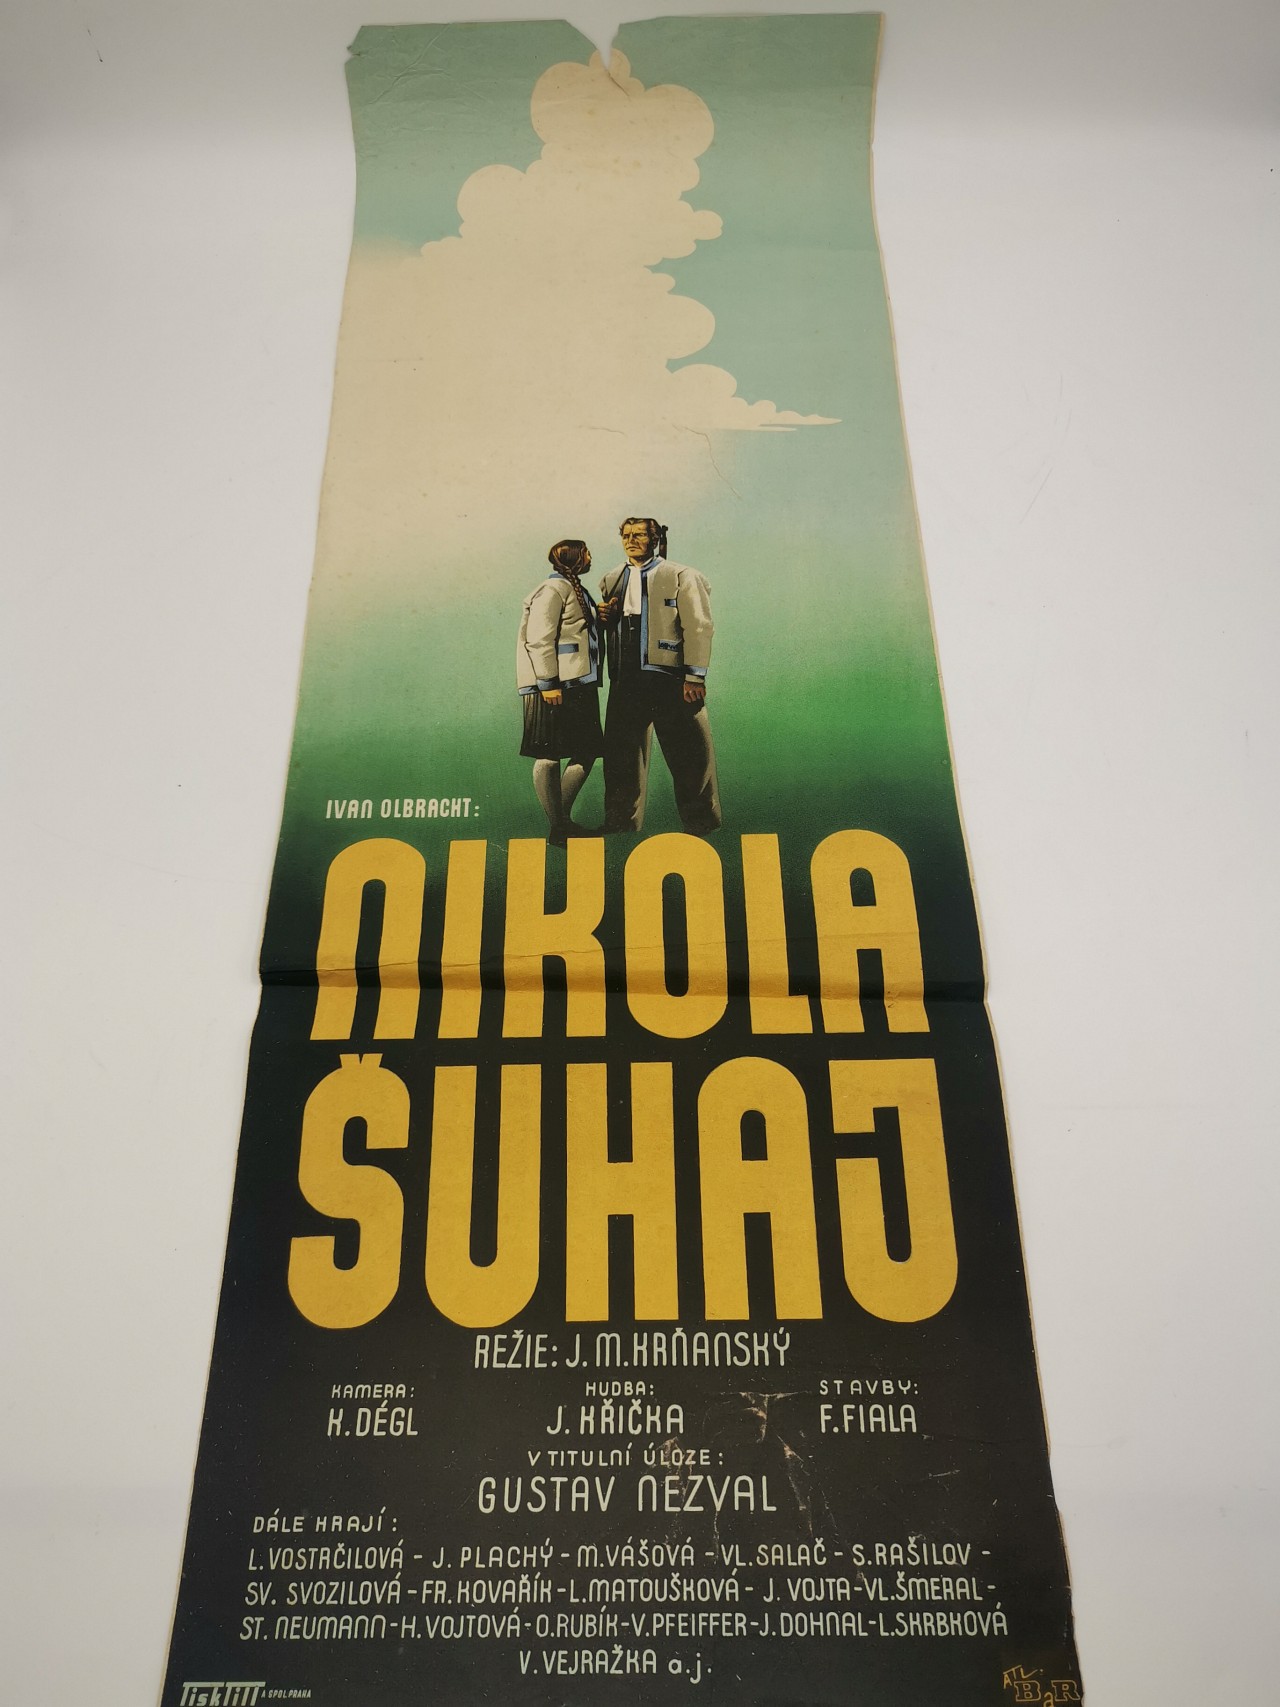 IVAN OLBRACHT:
NIKOLA
ŠUHAJ
REŽIE: J. M. KRŇANSKÝ
KAMERA: HUDBA: STAVBY:
K. DÉGL J. KŘIČKA F. FIALA
V TITULNÍ ÚLOZE:
GUSTAV NEZVAL
DÁLE HRAJÍ:
L. VOSTRČILOVÁ - J. PLACHÝ - M. VÁŠOVÁ - VL. SALAČ - S. RAŠILOV -
SV. SVOZILOVÁ - FR. KOVAŘÍK - L. MATOUŠKOVÁ - J. VOJTA - VL. ŠMERAL -
ST. NEUMANN - H. VOJTOVÁ - O. RUBÍK - V. PFEIFFER - J. DOHNAL - L. SKRBKOVÁ
V. VEJRAŽKA a.j.
A SPOL. PRAHA